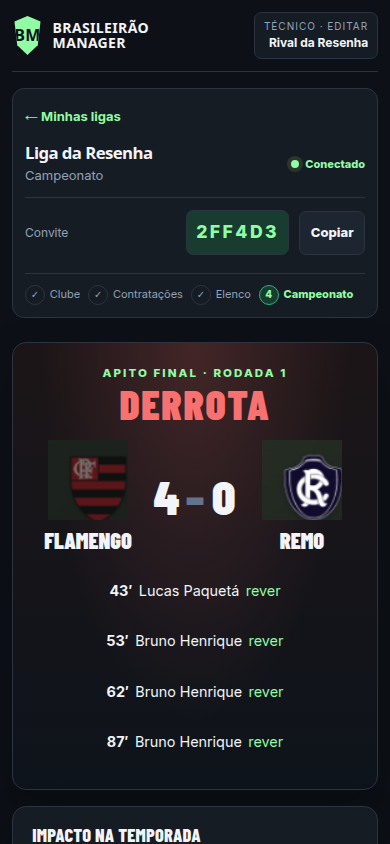 BM
BRASILEIRÃO
MANAGER
TÉCNICO · EDITAR
Rival da Resenha
← Minhas ligas
Liga da Resenha
Campeonato
Conectado
Convite
2FF4D3
Copiar
✓ Clube ✓ Contratações ✓ Elenco 4 Campeonato
APITO FINAL · RODADA 1
DERROTA
4 - 0
FLAMENGO
REMO
43′ Lucas Paquetá rever
53′ Bruno Henrique rever
62′ Bruno Henrique rever
87′ Bruno Henrique rever
IMPACTO NA TEMPORADA